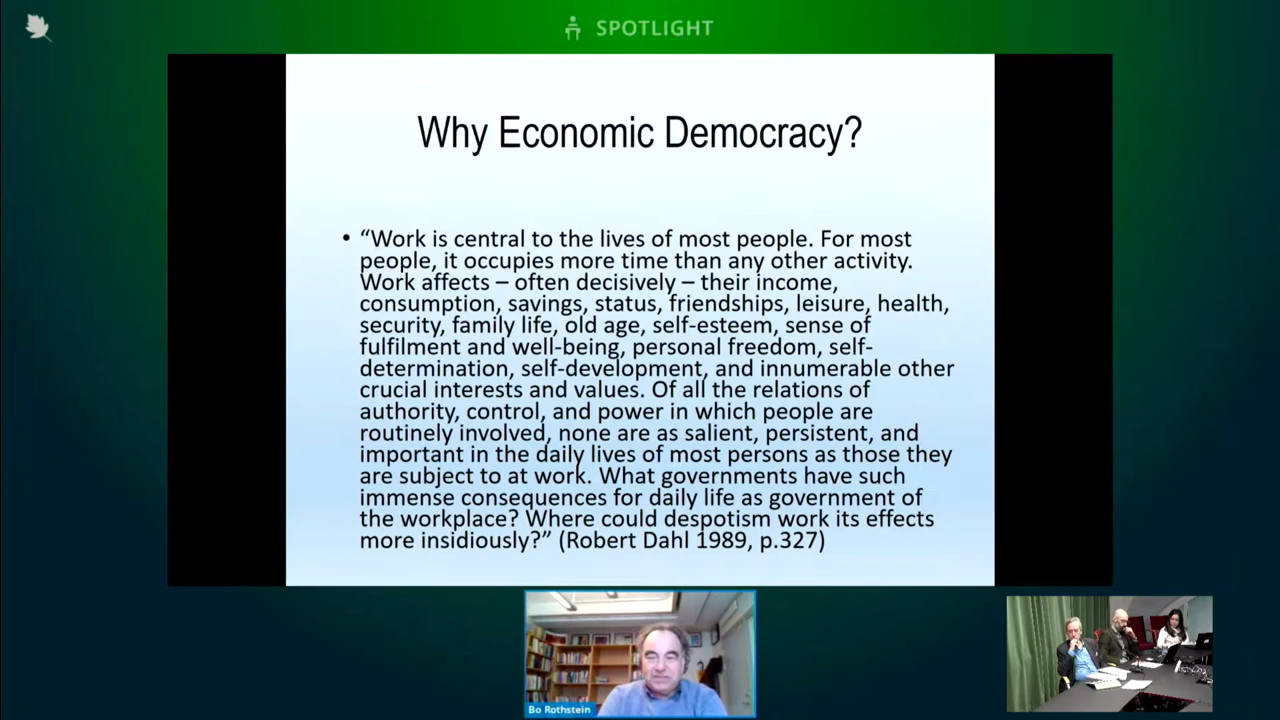 SPOTLIGHT
Why Economic Democracy?
• “Work is central to the lives of most people. For most
people, it occupies more time than any other activity.
Work affects – often decisively – their income,
consumption, savings, status, friendships, leisure, health,
security, family life, old age, self-esteem, sense of
fulfilment and well-being, personal freedom, self-
determination, self-development, and innumerable other
crucial interests and values. Of all the relations of
authority, control, and power in which people are
routinely involved, none are as salient, persistent, and
important in the daily lives of most persons as those they
are subject to at work. What governments have such
immense consequences for daily life as government of
the workplace? Where could despotism work its effects
more insidiously?” (Robert Dahl 1989, p.327)
Bo Rothstein